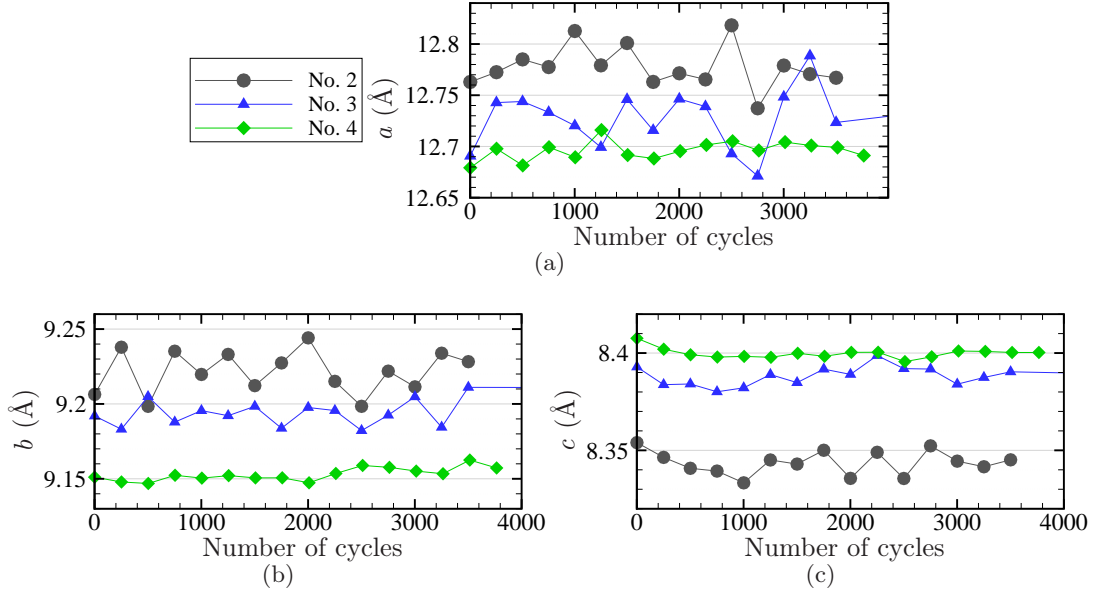 No. 2
No. 3
No. 4
12.8
12.75
12.7
12.65
a (Å)
0 1000 2000 3000
Number of cycles
(a)
9.25
9.2
9.15
b (Å)
0 1000 2000 3000 4000
Number of cycles
(b)
8.4
8.35
c (Å)
0 1000 2000 3000 4000
Number of cycles
(c)